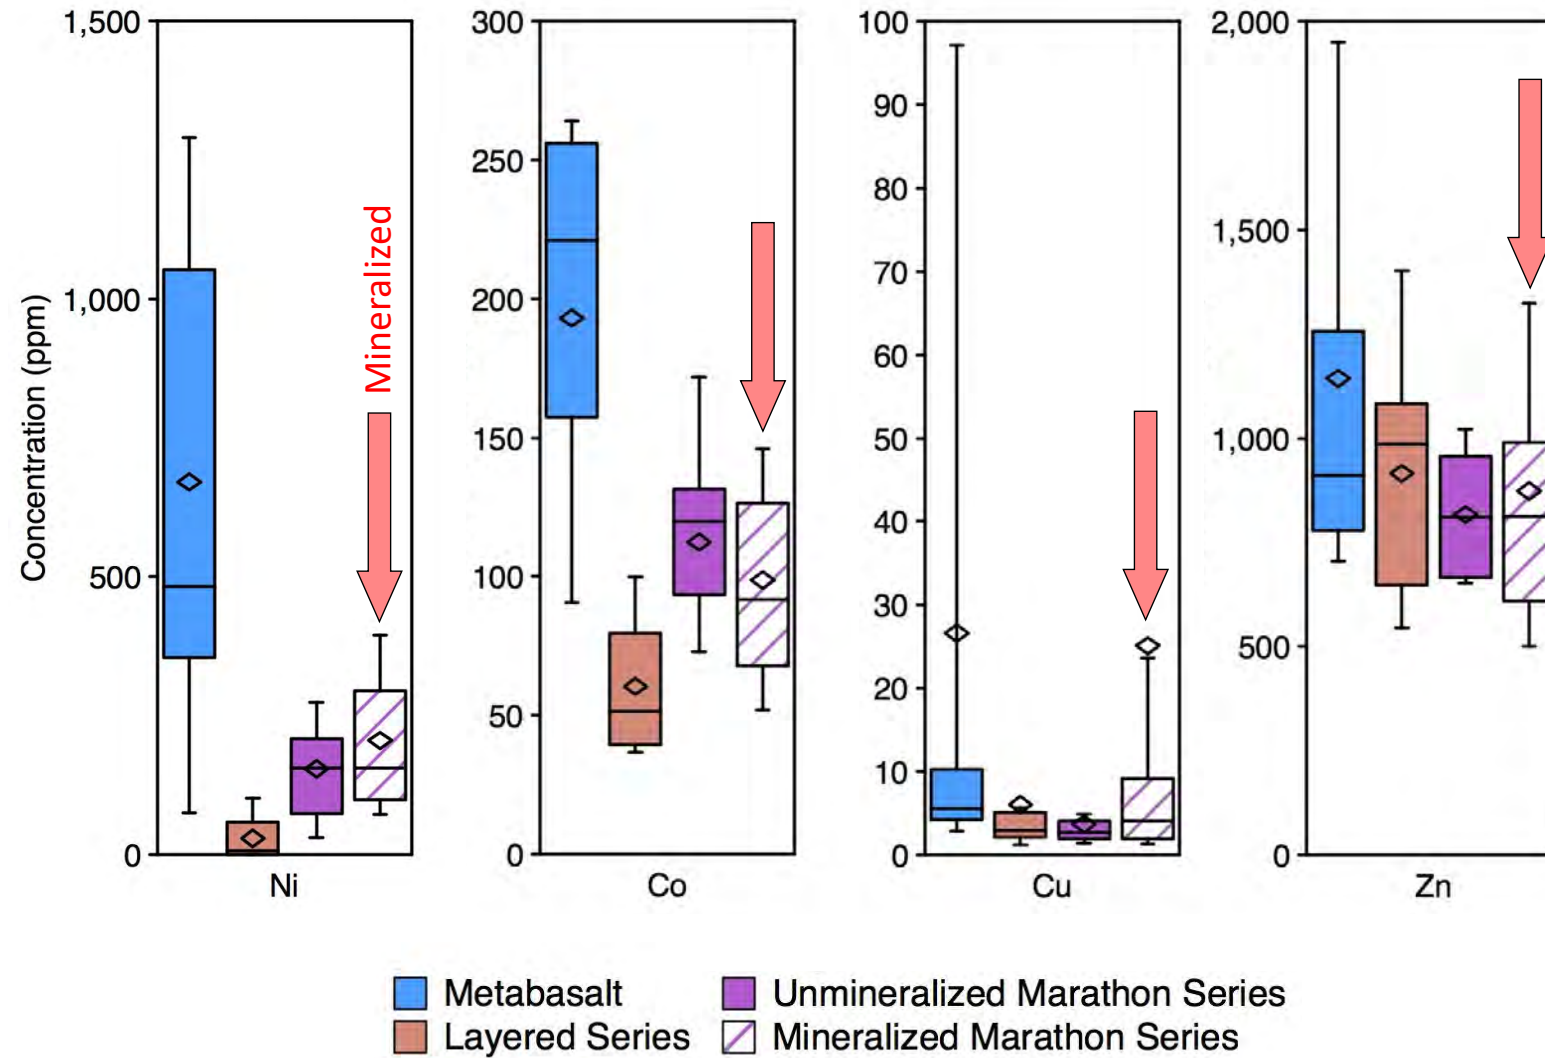 Concentration (ppm)
1,500
1,000
500
0
Mineralized
Ni
300
250
200
150
100
50
0
Co
100
90
80
70
60
50
40
30
20
10
0
Cu
2,000
1,500
1,000
500
0
Zn
Metabasalt
Unmineralized Marathon Series
Layered Series
Mineralized Marathon Series